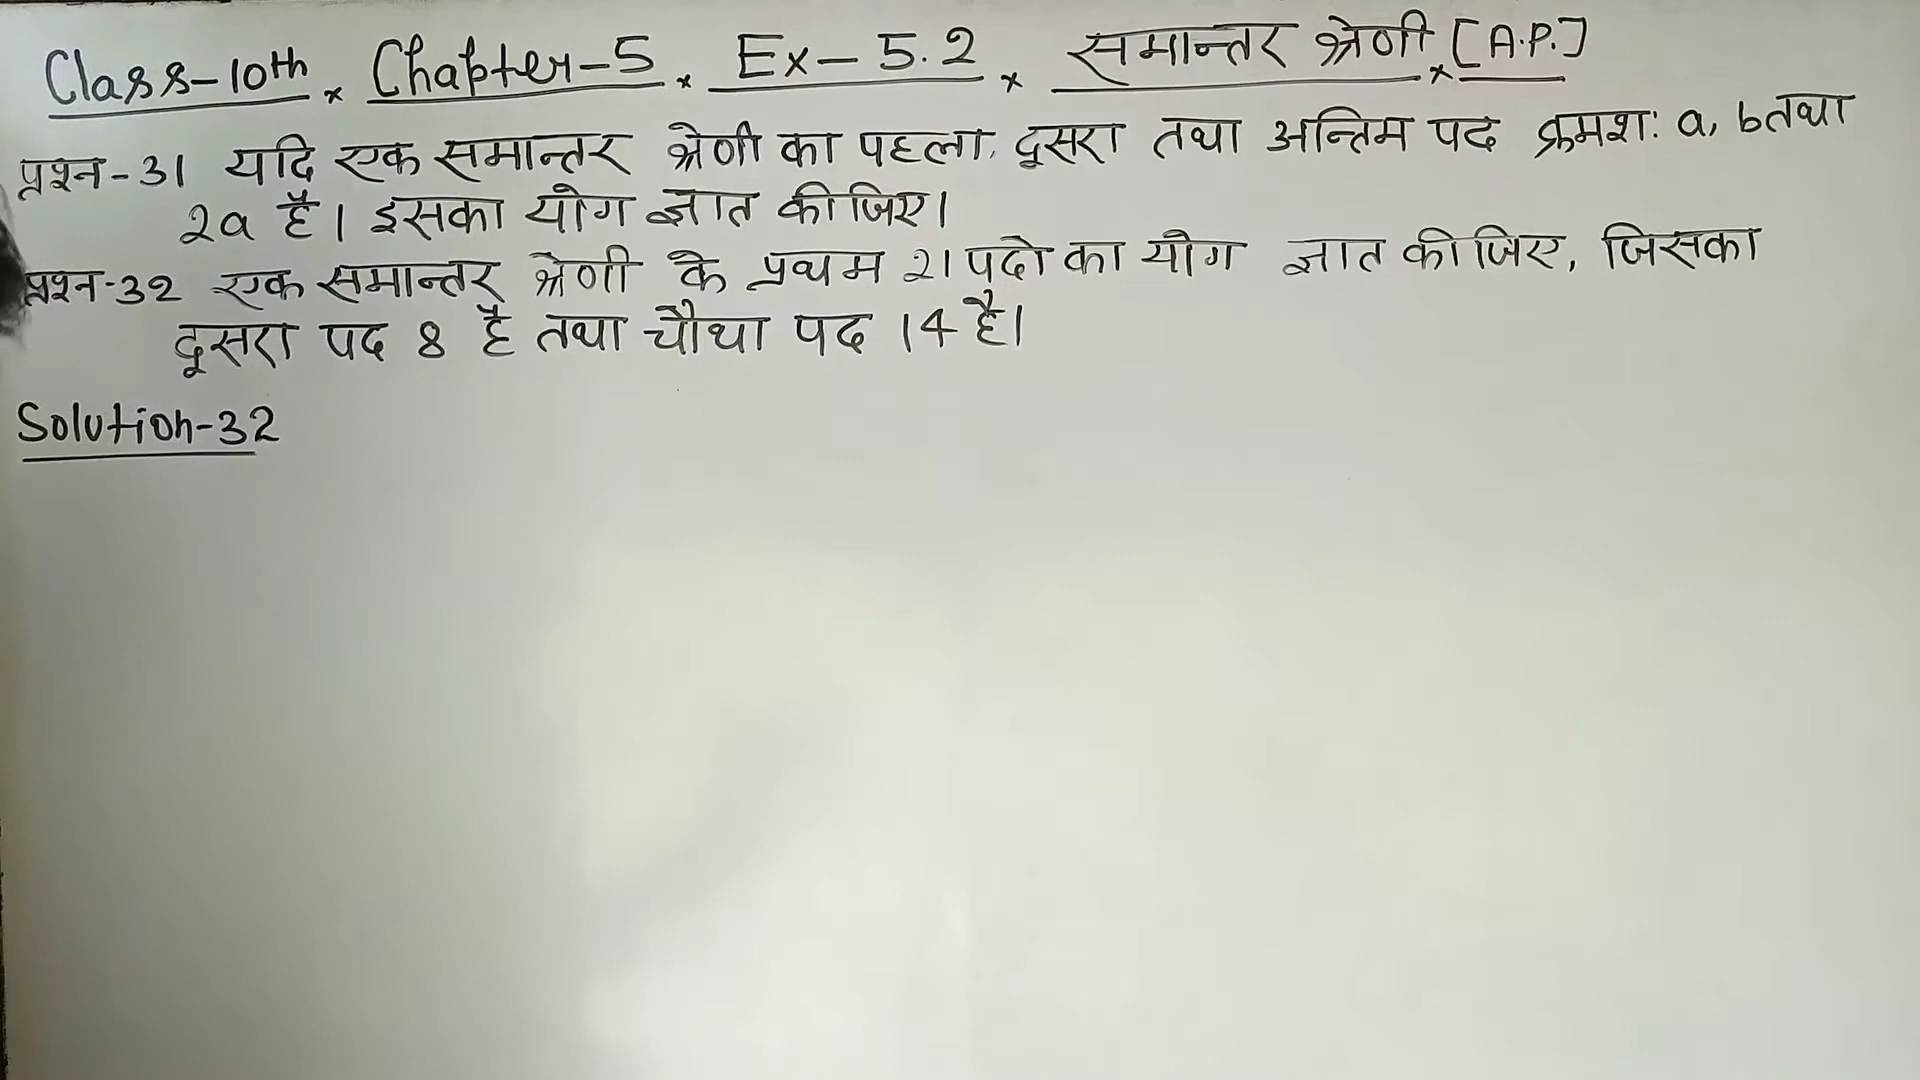 Class-10th × Chapter-5 × Ex-5.2 × समान्तर श्रेणी × [A.P.]
प्रश्न-31 यदि एक समान्तर श्रेणी का पहला, दूसरा तथा अन्तिम पद क्रमशः a, b तथा
2a है। इसका योग ज्ञात कीजिए।
प्रश्न-32 एक समान्तर श्रेणी के प्रथम 21 पदो का योग ज्ञात कीजिए, जिसका
दूसरा पद 8 है तथा चौथा पद 14 है।
Solution-32